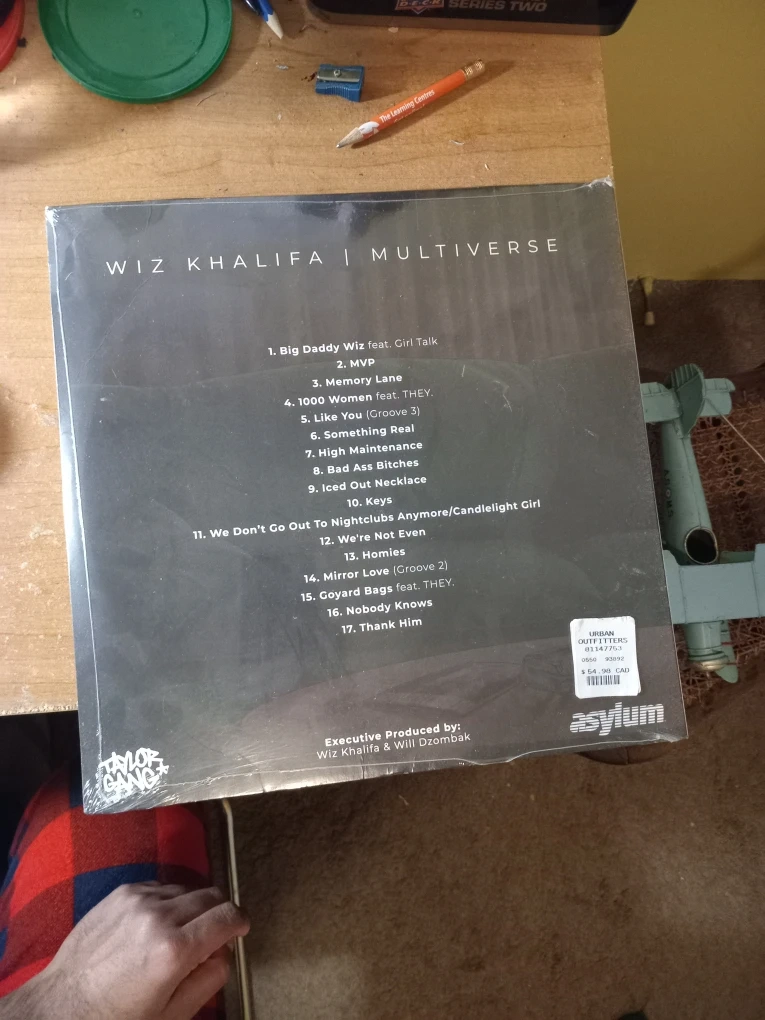 DECK
SERIES TWO
The Learning Centres
WIZ KHALIFA | MULTIVERSE
1. Big Daddy Wiz feat. Girl Talk
2. MVP
3. Memory Lane
4. 1000 Women feat. THEY.
5. Like You (Groove 3)
6. Something Real
7. High Maintenance
8. Bad Ass Bitches
9. Iced Out Necklace
10. Keys
11. We Don't Go Out To Nightclubs Anymore/Candlelight Girl
12. We're Not Even
13. Homies
14. Mirror Love (Groove 2)
15. Goyard Bags feat. THEY.
16. Nobody Knows
17. Thank Him
URBAN
OUTFITTERS
81147753
$ 54.98 CAD
asylum
Executive Produced by:
Wiz Khalifa & Will Dzombak
TAYLOR
GANG